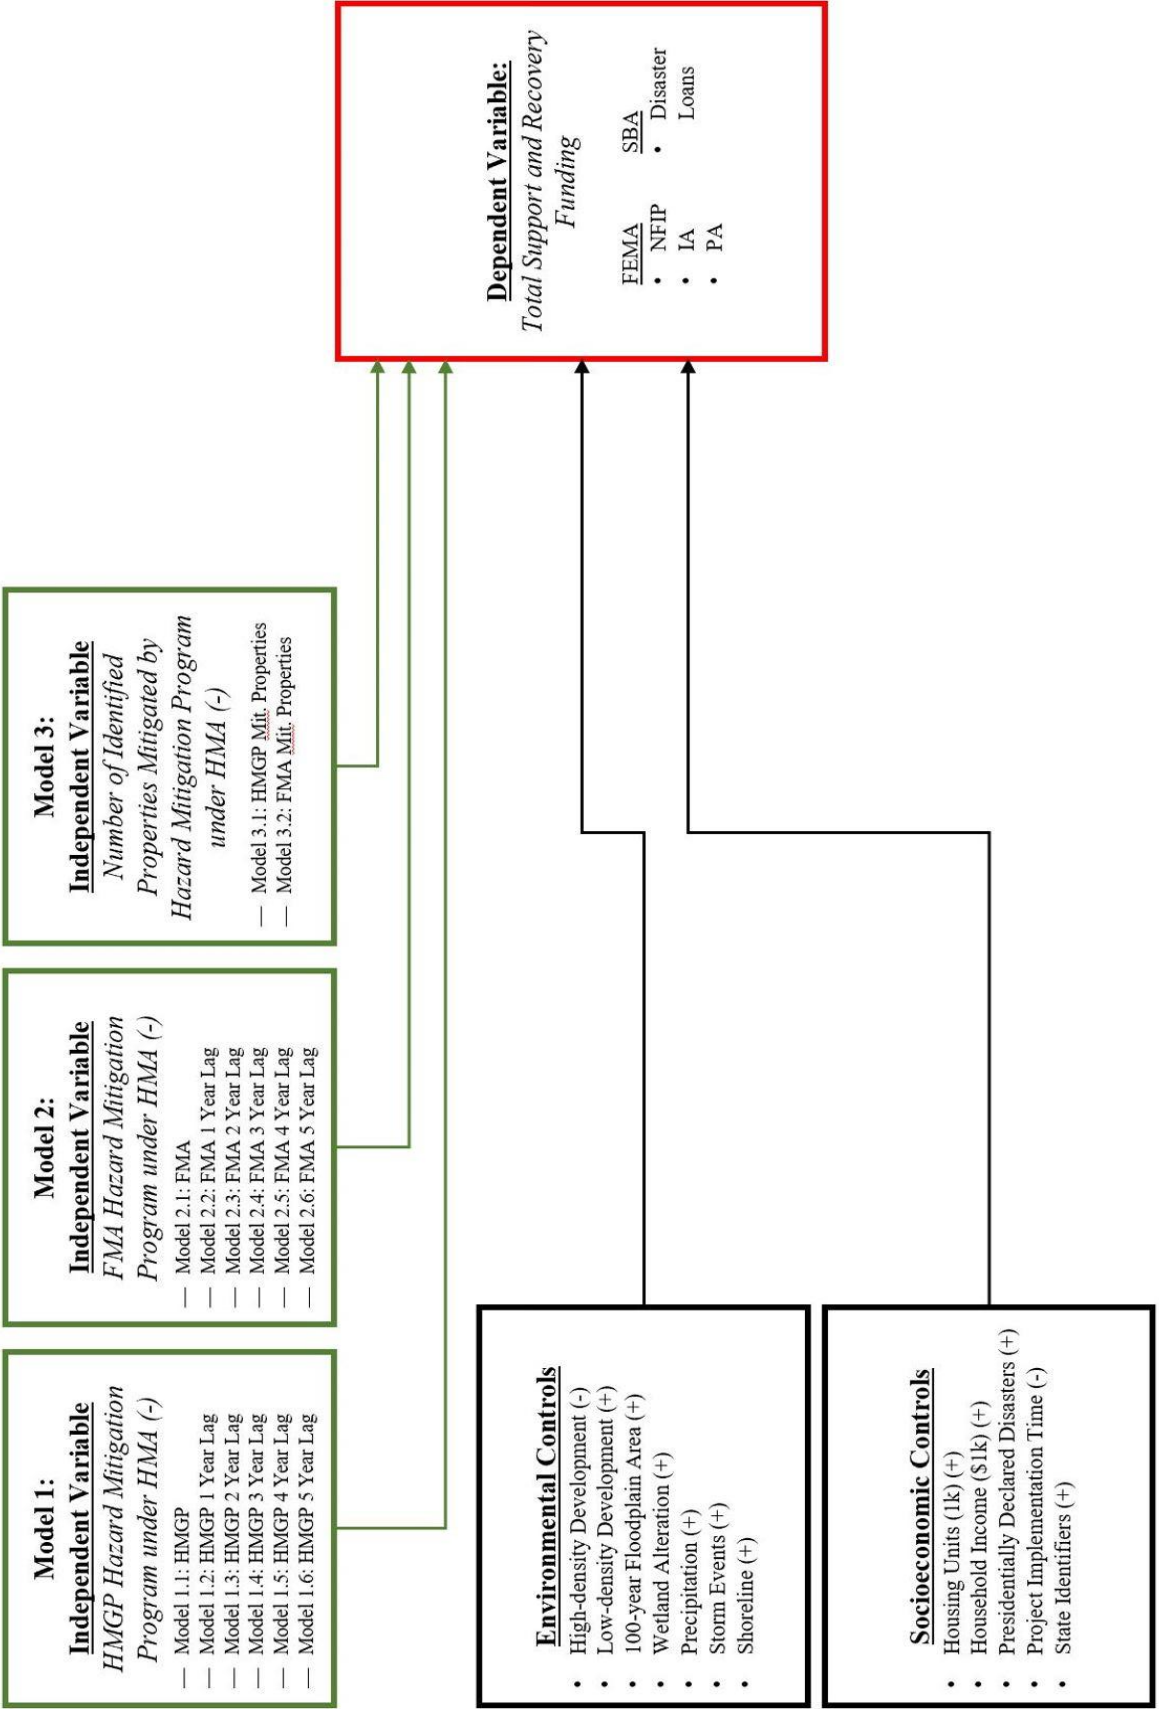 Model 1:
Independent Variable
HMGP Hazard Mitigation
Program under HMA (-)
— Model 1.1: HMGP
— Model 1.2: HMGP 1 Year Lag
— Model 1.3: HMGP 2 Year Lag
— Model 1.4: HMGP 3 Year Lag
— Model 1.5: HMGP 4 Year Lag
— Model 1.6: HMGP 5 Year Lag
Model 2:
Independent Variable
FMA Hazard Mitigation
Program under HMA (-)
— Model 2.1: FMA
— Model 2.2: FMA 1 Year Lag
— Model 2.3: FMA 2 Year Lag
— Model 2.4: FMA 3 Year Lag
— Model 2.5: FMA 4 Year Lag
— Model 2.6: FMA 5 Year Lag
Model 3:
Independent Variable
Number of Identified
Properties Mitigated by
Hazard Mitigation Program
under HMA (-)
— Model 3.1: HMGP Mit. Properties
— Model 3.2: FMA Mit. Properties
Environmental Controls
• High-density Development (-)
• Low-density Development (+)
• 100-year Floodplain Area (+)
• Wetland Alteration (+)
• Precipitation (+)
• Storm Events (+)
• Shoreline (+)
Socioeconomic Controls
• Housing Units (1k) (+)
• Household Income ($1k) (+)
• Presidentially Declared Disasters (+)
• Project Implementation Time (-)
• State Identifiers (+)
Dependent Variable:
Total Support and Recovery
Funding
FEMA
• NFIP
• IA
• PA
SBA
• Disaster
Loans